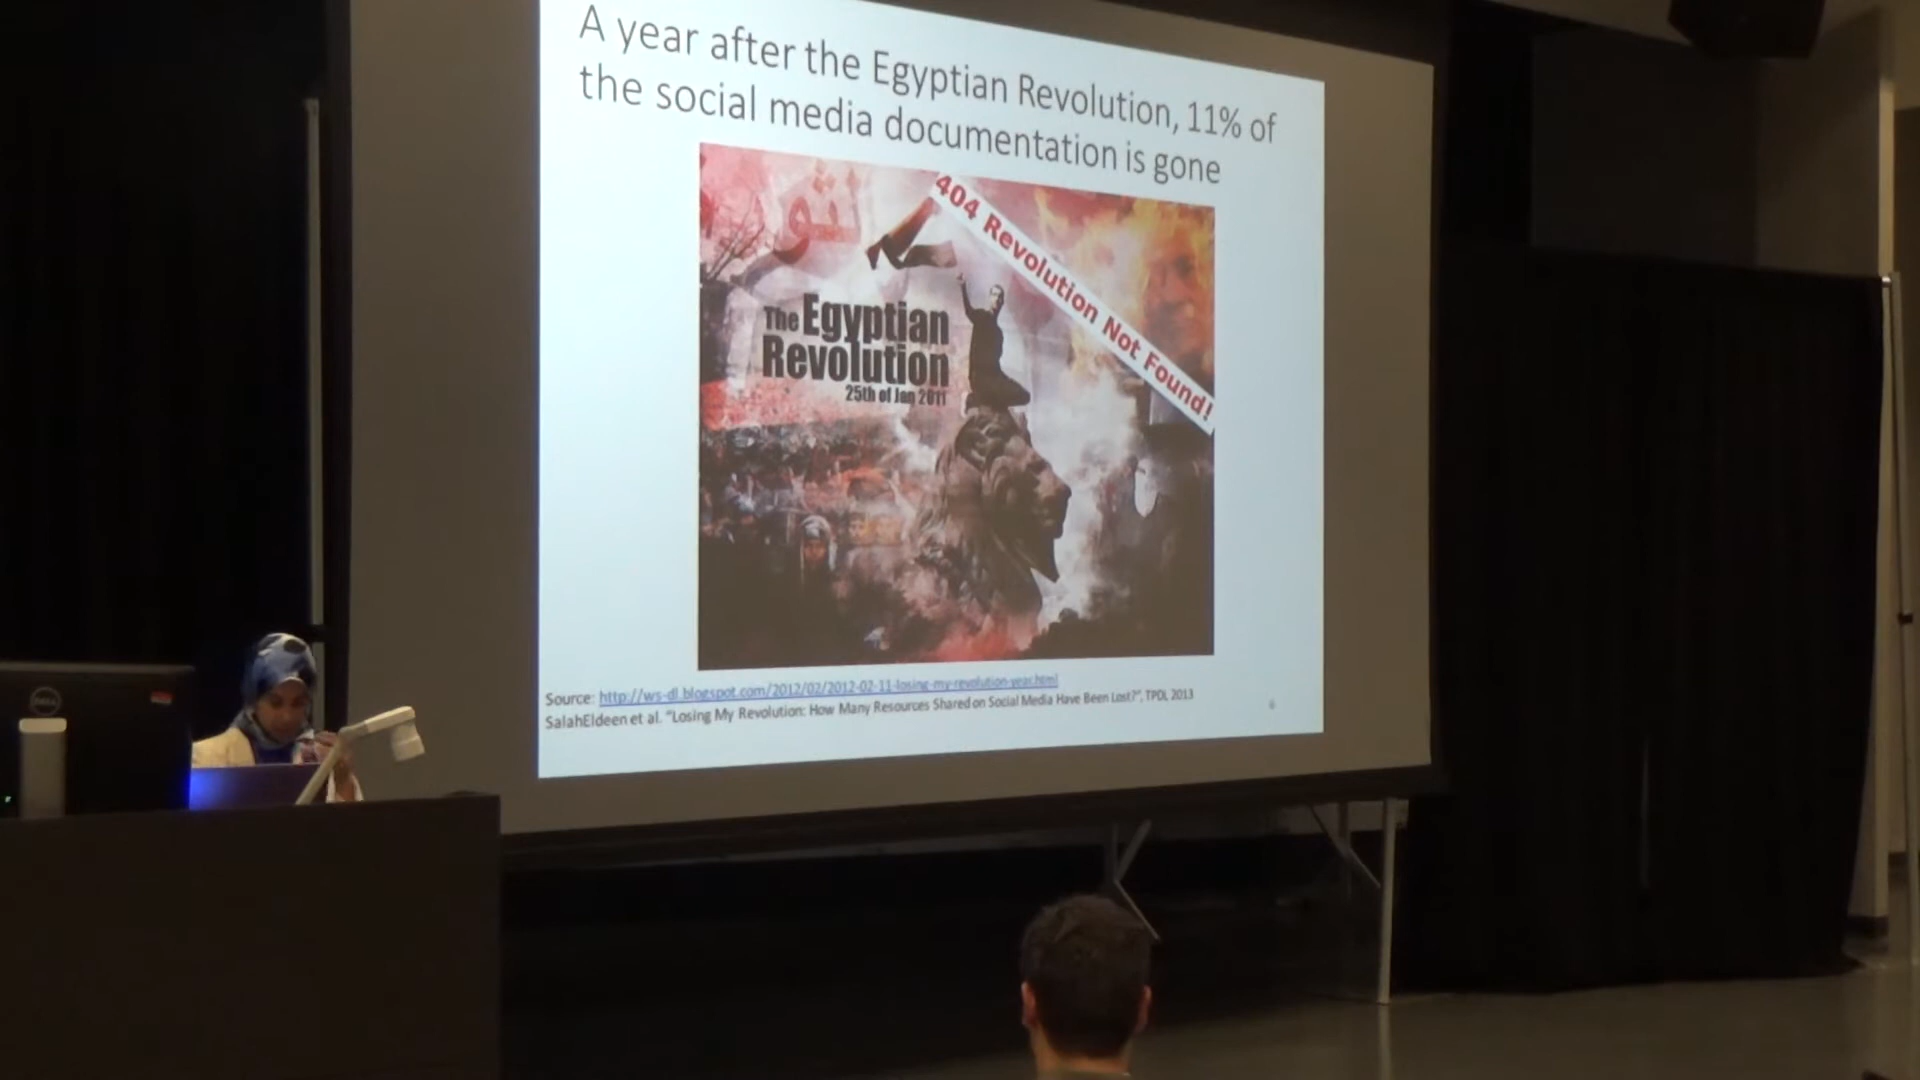 A year after the Egyptian Revolution, 11% of
the social media documentation is gone
404 Revolution Not Found!
The Egyptian
Revolution
25th of Jan 2011
Source: http://ws-dl.blogspot.com/2012/02/2012-02-11-losing-my-revolution-year.html
SalahEldeen et al. "Losing My Revolution: How Many Resources Shared on Social Media Have Been Lost?", TPDL 2013
6
DELL